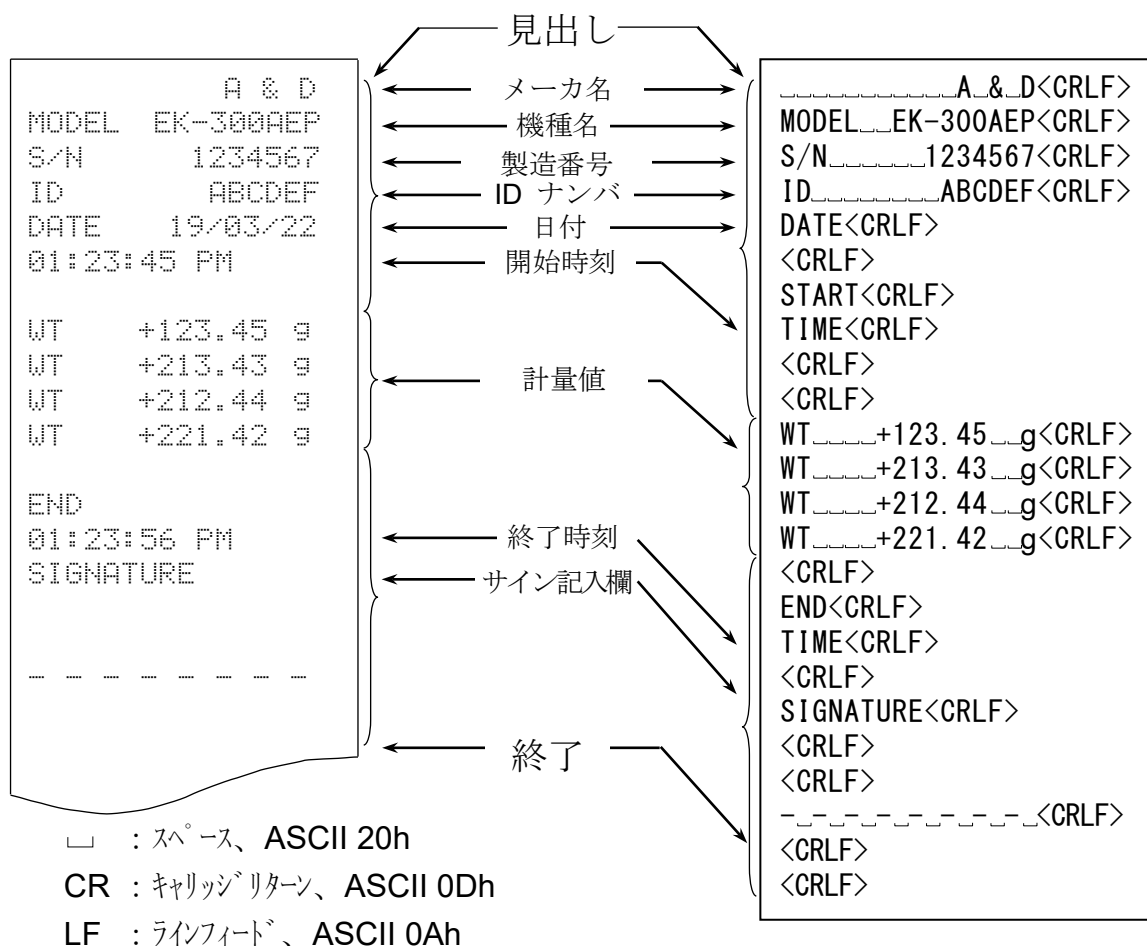 見出し
A & D
MODEL EK-300AEP
S/N 1234567
ID ABCDEF
DATE 19/03/22
01:23:45 PM
WT +123.45 g
WT +213.43 g
WT +212.44 g
WT +221.42 g
END
01:23:56 PM
SIGNATURE
_ _ _ _ _ _ _ _
メーカ名
機種名
製造番号
ID ナンバ
日付
開始時刻
計量値
終了時刻
サイン記入欄
終了
␣␣␣␣␣␣␣␣␣␣␣A␣&␣D<CRLF>
MODEL␣␣EK-300AEP<CRLF>
S/N␣␣␣␣␣␣1234567<CRLF>
ID␣␣␣␣␣␣␣␣ABCDEF<CRLF>
DATE<CRLF>
<CRLF>
START<CRLF>
TIME<CRLF>
<CRLF>
<CRLF>
WT␣␣␣␣+123.45␣␣g<CRLF>
WT␣␣␣␣+213.43␣␣g<CRLF>
WT␣␣␣␣+212.44␣␣g<CRLF>
WT␣␣␣␣+221.42␣␣g<CRLF>
<CRLF>
END<CRLF>
TIME<CRLF>
<CRLF>
SIGNATURE<CRLF>
<CRLF>
<CRLF>
-␣-␣-␣-␣-␣-␣-␣-␣<CRLF>
<CRLF>
<CRLF>
␣ : スペース、ASCII 20h
CR : キャリッジリターン、ASCII 0Dh
LF : ラインフィード、ASCII 0Ah